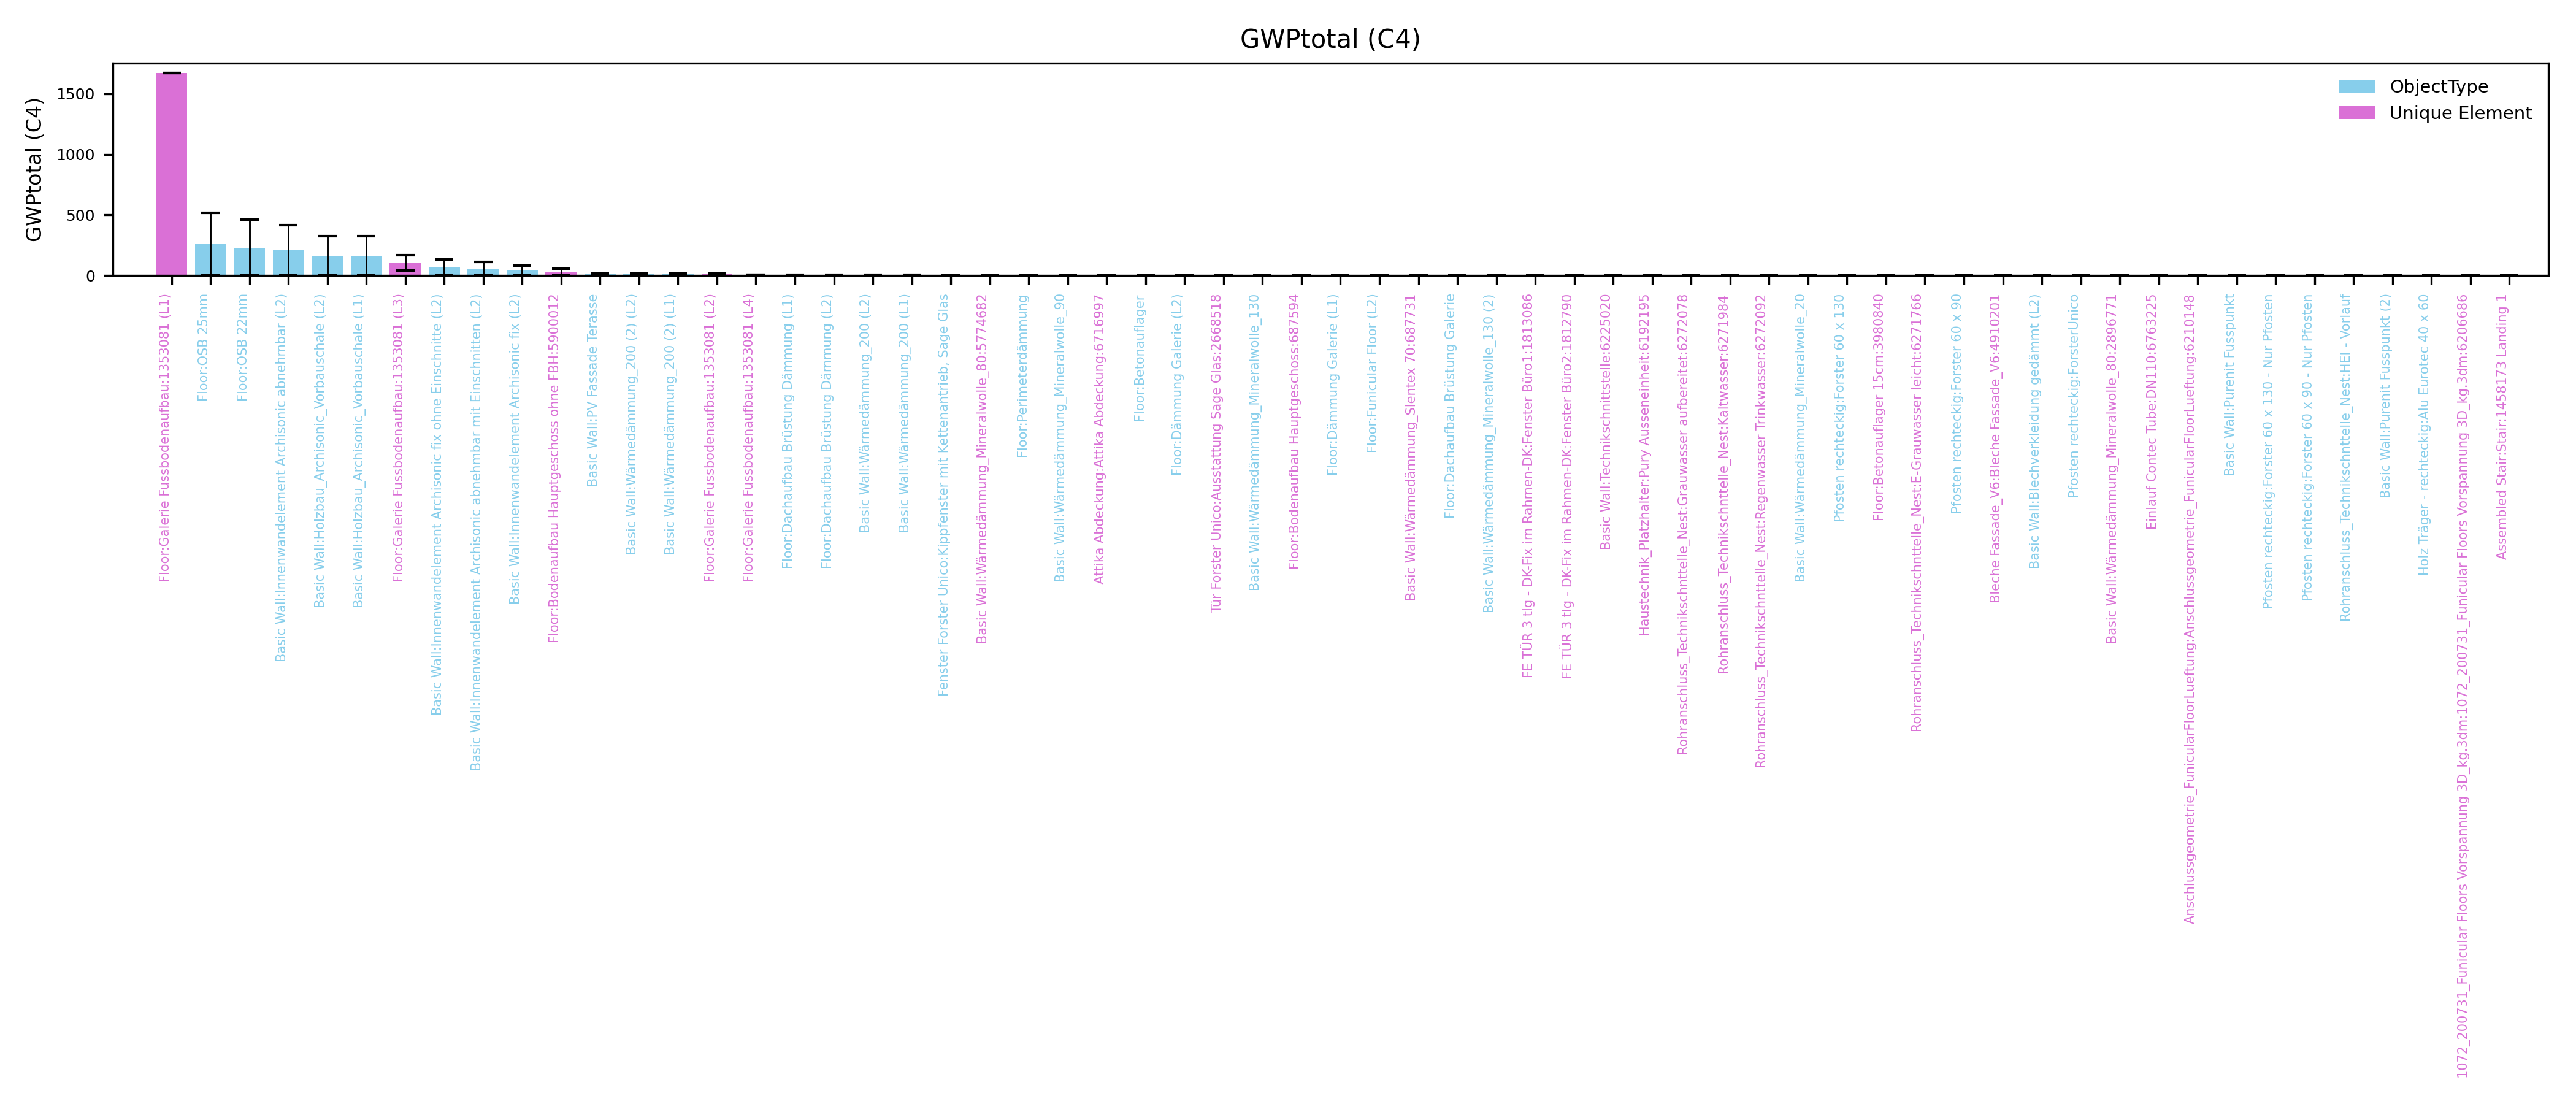 GWPtotal (C4)
GWPtotal (C4)
1500
1000
500
0
ObjectType
Unique Element
Floor:Galerie Fussbodenaufbau:1353081 (L1)
Floor:OSB 25mm
Floor:OSB 22mm
Basic Wall:Innenwandelement Archisonic abnehmbar (L2)
Basic Wall:Holzbau_Archisonic_Vorbauschale (L2)
Basic Wall:Holzbau_Archisonic_Vorbauschale (L1)
Floor:Galerie Fussbodenaufbau:1353081 (L3)
Basic Wall:Innenwandelement Archisonic fix ohne Einschnitte (L2)
Basic Wall:Innenwandelement Archisonic abnehmbar mit Einschnitten (L2)
Basic Wall:Innenwandelement Archisonic fix (L2)
Floor:Bodenaufbau Hauptgeschoss ohne FBH:5900012
Basic Wall:PV Fassade Terasse
Basic Wall:Wärmedämmung_200 (2) (L2)
Basic Wall:Wärmedämmung_200 (2) (L1)
Floor:Galerie Fussbodenaufbau:1353081 (L2)
Floor:Galerie Fussbodenaufbau:1353081 (L4)
Floor:Dachaufbau Brüstung Dämmung (L1)
Floor:Dachaufbau Brüstung Dämmung (L2)
Basic Wall:Wärmedämmung_200 (L2)
Basic Wall:Wärmedämmung_200 (L1)
Fenster Forster Unico:Kippfenster mit Kettenantrieb, Sage Glas
Basic Wall:Wärmedämmung_Mineralwolle_80:5774682
Floor:Perimeterdämmung
Basic Wall:Wärmedämmung_Mineralwolle_90
Attika Abdeckung:Attika Abdeckung:6716997
Floor:Betonauflager
Floor:Dämmung Galerie (L2)
Tür Forster Unico:Ausstattung Sage Glas:2668518
Basic Wall:Wärmedämmung_Mineralwolle_130
Floor:Bodenaufbau Hauptgeschoss:687594
Floor:Dämmung Galerie (L1)
Floor:Funicular Floor (L2)
Basic Wall:Wärmedämmung_Slentex 70:687731
Floor:Dachaufbau Brüstung Galerie
Basic Wall:Wärmedämmung_Mineralwolle_130 (2)
FE TÜR 3 tlg - DK-Fix im Rahmen-DK:Fenster Büro1:1813086
FE TÜR 3 tlg - DK-Fix im Rahmen-DK:Fenster Büro2:1812790
Basic Wall:Technikschnittstelle:6225020
Haustechnik_Platzhalter:Pury Ausseneinheit:6192195
Rohranschluss_Technikschnttelle_Nest:Grauwasser aufbereitet:6272078
Rohranschluss_Technikschnttelle_Nest:Kaltwasser:6271984
Rohranschluss_Technikschnttelle_Nest:Regenwasser Trinkwasser:6272092
Basic Wall:Wärmedämmung_Mineralwolle_20
Pfosten rechteckig:Forster 60 x 130
Floor:Betonauflager 15cm:3980840
Rohranschluss_Technikschnttelle_Nest:E-Grauwasser leicht:6271766
Pfosten rechteckig:Forster 60 x 90
Bleche Fassade_V6:Bleche Fassade_V6:4910201
Basic Wall:Blechverkleidung gedämmt (L2)
Pfosten rechteckig:ForsterUnico
Basic Wall:Wärmedämmung_Mineralwolle_80:2896771
Einlauf Contec Tube:DN110:6763225
Anschlussgeometrie_FunicularFloorLueftung:Anschlussgeometrie_FunicularFloorLueftung:6210148
Basic Wall:Purenit Fusspunkt
Pfosten rechteckig:Forster 60 x 130 - Nur Pfosten
Pfosten rechteckig:Forster 60 x 90 - Nur Pfosten
Rohranschluss_Technikschnttelle_Nest:HEI - Vorlauf
Basic Wall:Purenit Fusspunkt (2)
Holz Träger - rechteckig:Alu Eurotec 40 x 60
1072_200731_Funicular Floors Vorspannung 3D_kg.3dm:1072_200731_Funicular Floors Vorspannung 3D_kg.3dm:6206686
Assembled Stair:Stair:1458173 Landing 1